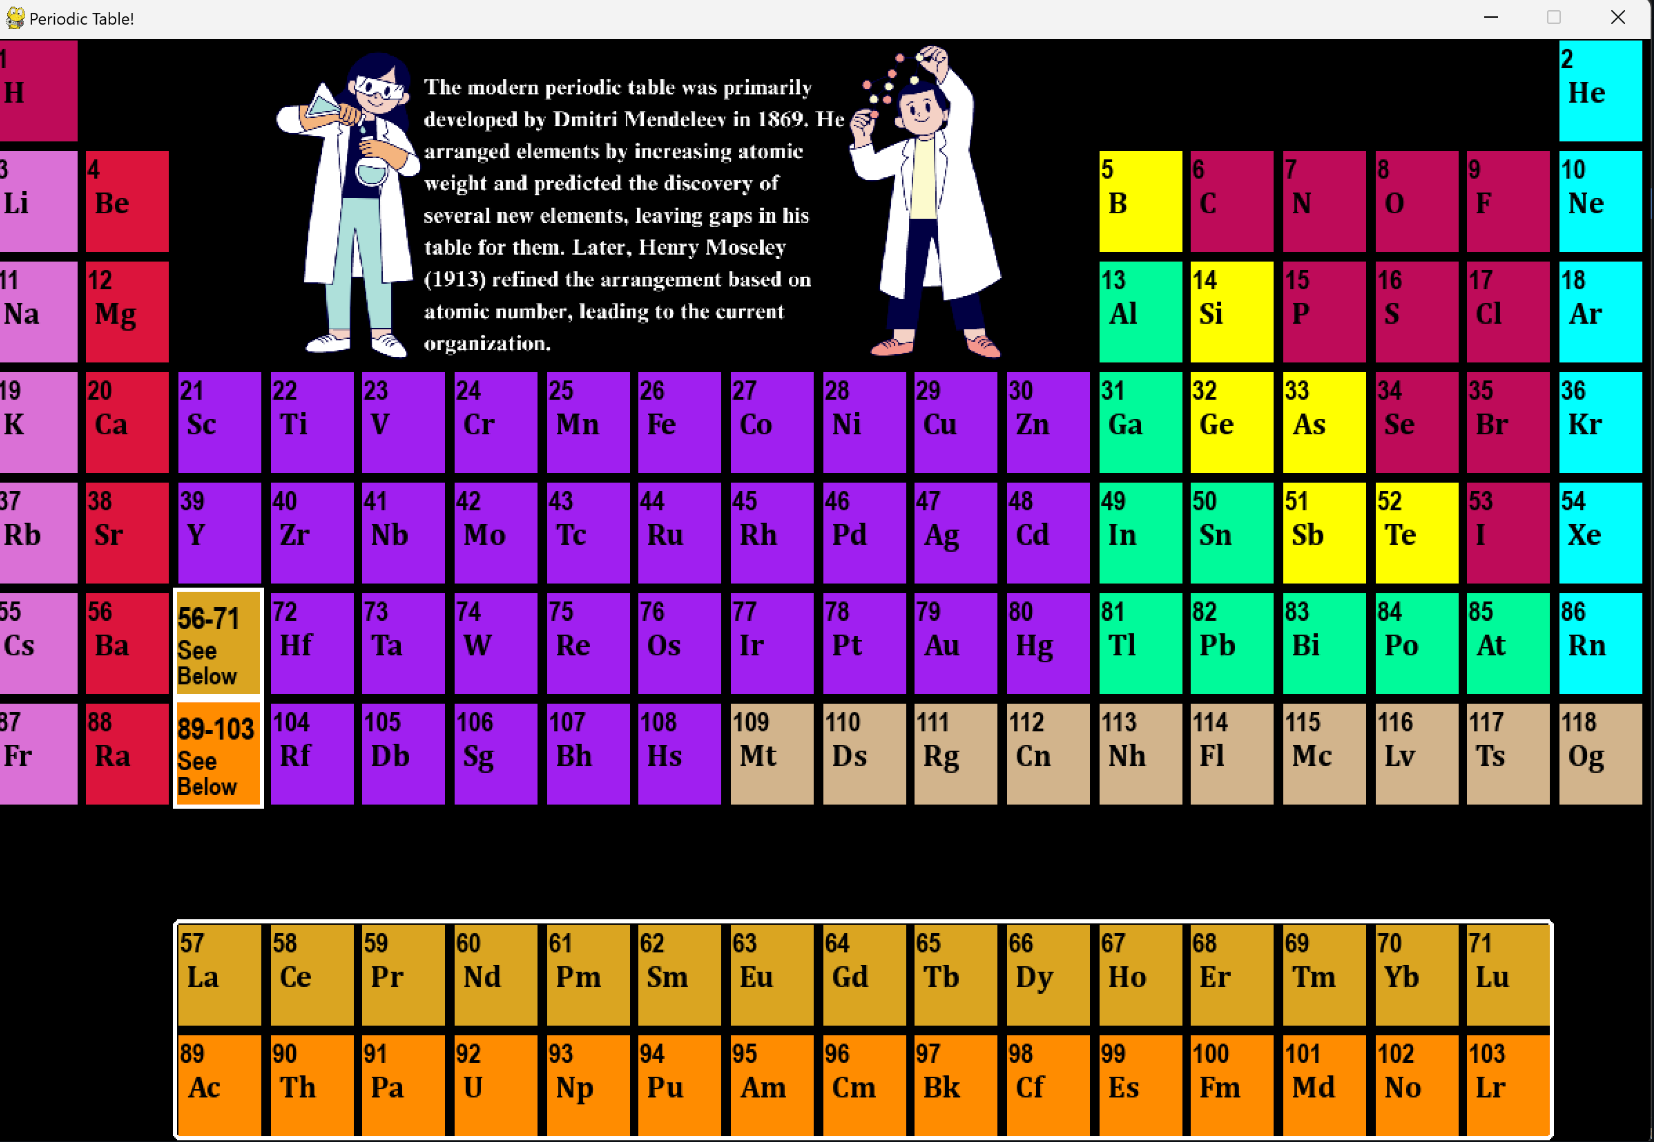 Periodic Table!
1 2
H He
3 4 5 6 7 8 9 10
Li Be B C N O F Ne
11 12 13 14 15 16 17 18
Na Mg Al Si P S Cl Ar
The modern periodic table was primarily
developed by Dmitri Mendeleev in 1869. He
arranged elements by increasing atomic
weight and predicted the discovery of
several new elements, leaving gaps in his
table for them. Later, Henry Moseley
(1913) refined the arrangement based on
atomic number, leading to the current
organization.
19 20 21 22 23 24 25 26 27 28 29 30 31 32 33 34 35 36
K Ca Sc Ti V Cr Mn Fe Co Ni Cu Zn Ga Ge As Se Br Kr
37 38 39 40 41 42 43 44 45 46 47 48 49 50 51 52 53 54
Rb Sr Y Zr Nb Mo Tc Ru Rh Pd Ag Cd In Sn Sb Te I Xe
55 56 56-71 72 73 74 75 76 77 78 79 80 81 82 83 84 85 86
Cs Ba See Hf Ta W Re Os Ir Pt Au Hg Tl Pb Bi Po At Rn
Below
87 88 89-103 104 105 106 107 108 109 110 111 112 113 114 115 116 117 118
Fr Ra See Rf Db Sg Bh Hs Mt Ds Rg Cn Nh Fl Mc Lv Ts Og
Below
57 58 59 60 61 62 63 64 65 66 67 68 69 70 71
La Ce Pr Nd Pm Sm Eu Gd Tb Dy Ho Er Tm Yb Lu
89 90 91 92 93 94 95 96 97 98 99 100 101 102 103
Ac Th Pa U Np Pu Am Cm Bk Cf Es Fm Md No Lr